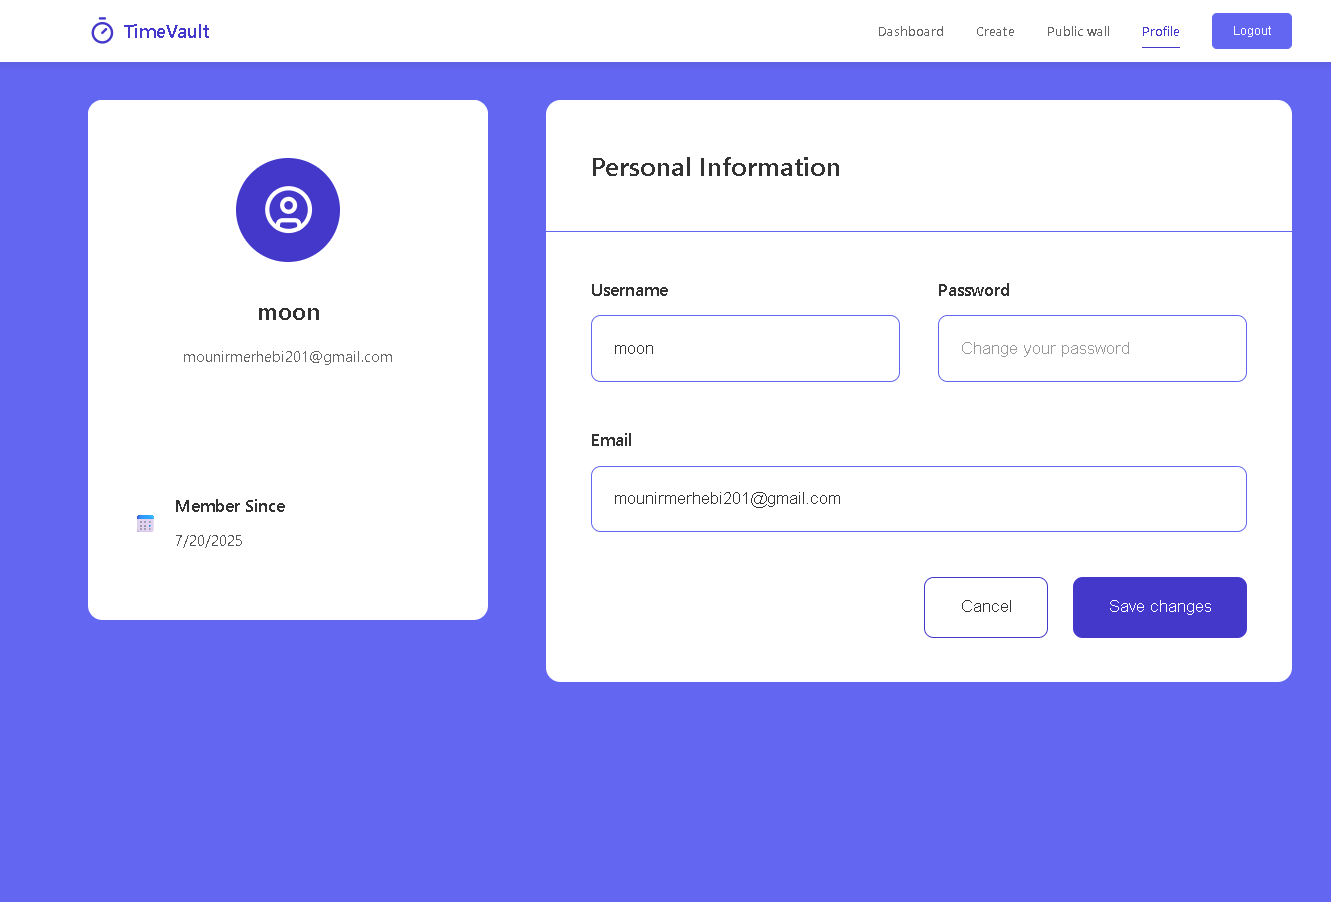 TimeVault
Dashboard
Create
Public wall
Profile
Logout
moon
mounirmerhebi201@gmail.com
Member Since
7/20/2025
Personal Information
Username
Password
moon
Change your password
Email
mounirmerhebi201@gmail.com
Cancel
Save changes